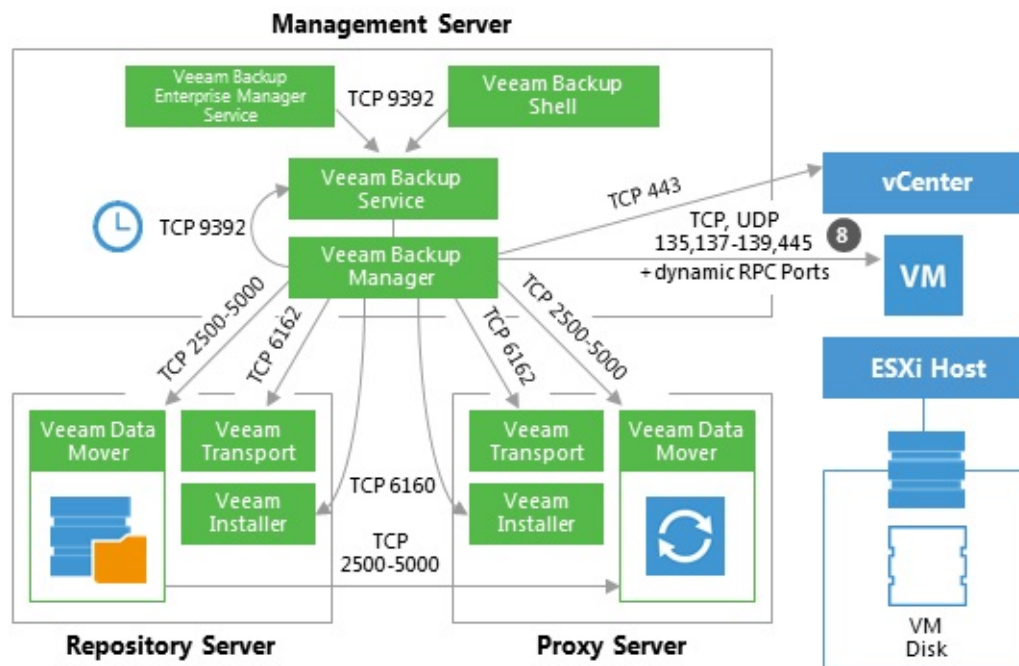 Management Server
Veeam Backup
Enterprise Manager
Service
TCP 9392
Veeam Backup
Shell
Veeam Backup
Service
TCP 9392
Veeam Backup
Manager
TCP 443
vCenter
TCP, UDP
135,137-139,445
+ dynamic RPC Ports
8
VM
TCP 2500-5000
TCP 6162
TCP 6162
TCP 2500-5000
ESXi Host
Veeam Data
Mover
Veeam
Transport
Veeam
Installer
TCP 6160
TCP
2500-5000
Veeam
Transport
Veeam
Installer
Veeam Data
Mover
VM
Disk
Repository Server
Proxy Server